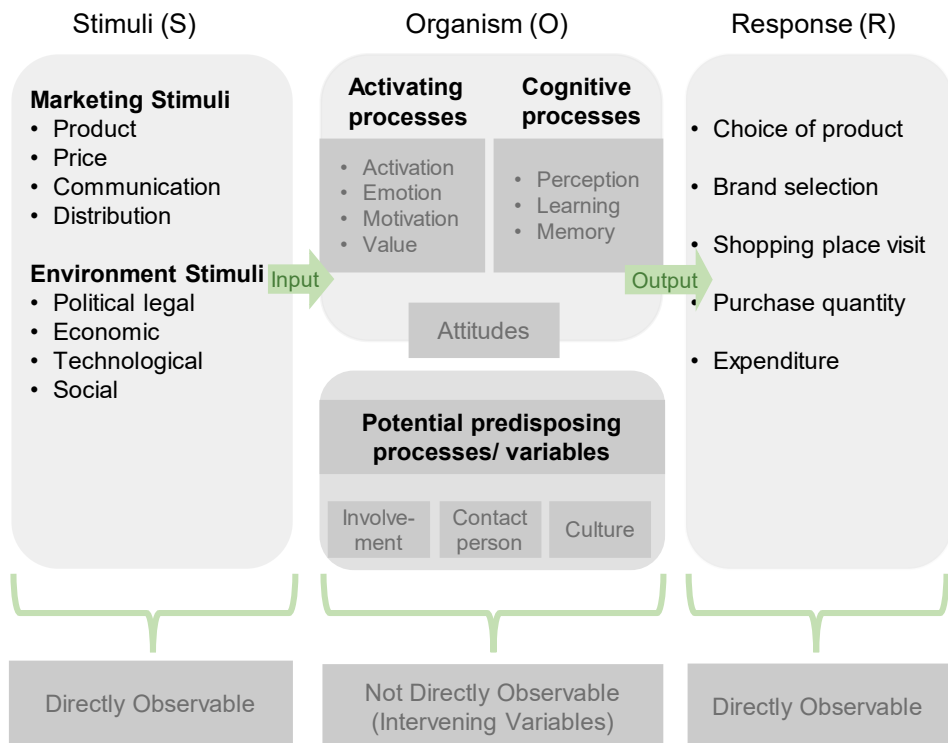 Stimuli (S)
Organism (O)
Response (R)
Marketing Stimuli
• Product
• Price
• Communication
• Distribution
Environment Stimuli
• Political legal
• Economic
• Technological
• Social
Input
Activating
processes
• Activation
• Emotion
• Motivation
• Value
Cognitive
processes
• Perception
• Learning
• Memory
Attitudes
Potential predisposing
processes/ variables
Involve-
ment
Contact
person
Culture
Output
• Choice of product
• Brand selection
• Shopping place visit
• Purchase quantity
• Expenditure
Directly Observable
Not Directly Observable
(Intervening Variables)
Directly Observable